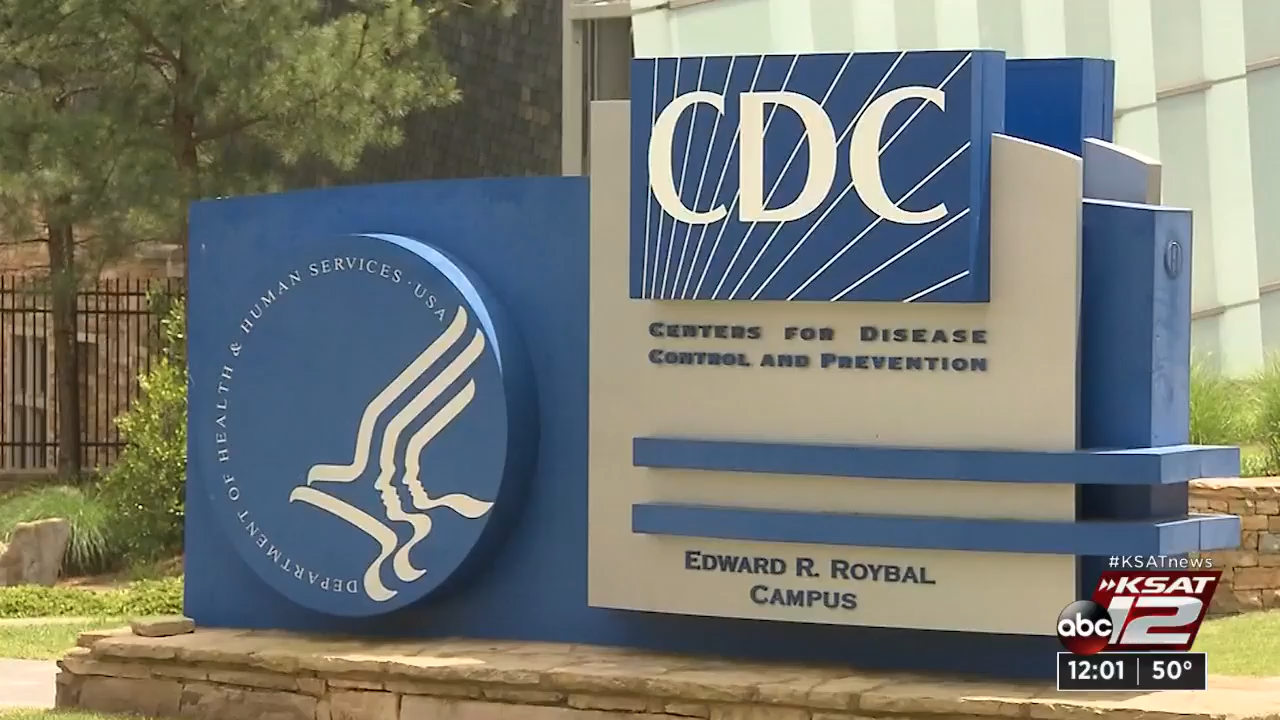 DEPARTMENT OF HEALTH & HUMAN SERVICES · USA
CDC
CENTERS FOR DISEASE
CONTROL AND PREVENTION
EDWARD R. ROYBAL
CAMPUS
#KSATnews
KSAT
abc 12
12:01 | 50°